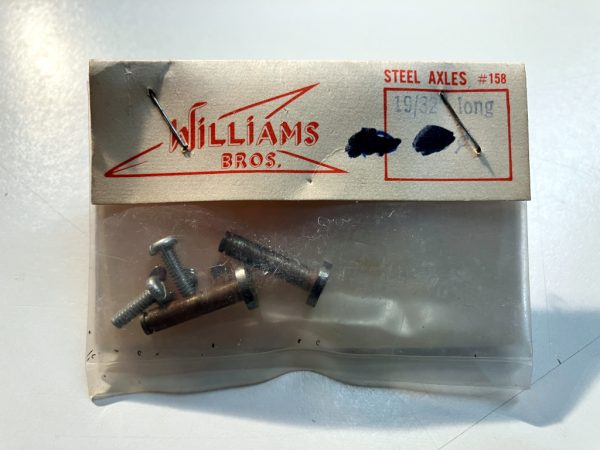 STEEL AXLES #158
19/32" long
WILLIAMS
BROS.